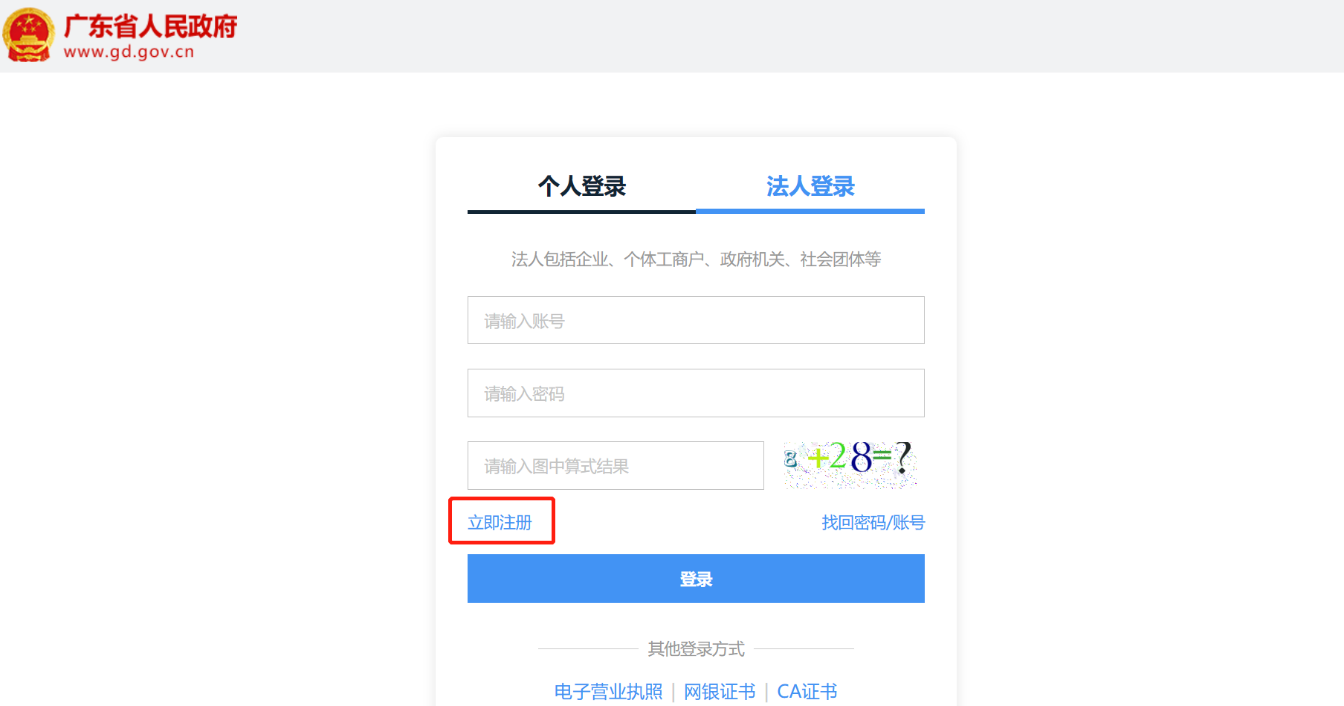 广东省人民政府
www.gd.gov.cn
个人登录 法人登录
法人包括企业、个体工商户、政府机关、社会团体等
请输入账号
请输入密码
请输入图中算式结果 8+28=?
立即注册 找回密码/账号
登录
其他登录方式
电子营业执照 | 网银证书 | CA证书